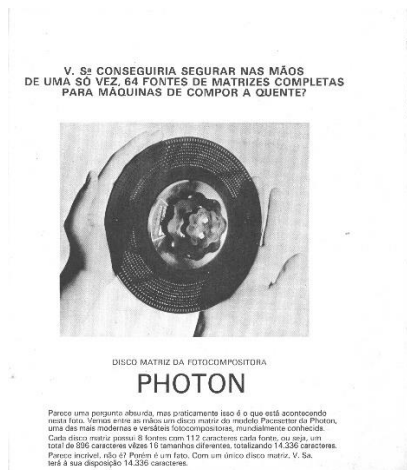 V. Sª CONSEGUIRIA SEGURAR NAS MÃOS
DE UMA SÓ VEZ, 64 FONTES DE MATRIZES COMPLETAS
PARA MÁQUINAS DE COMPOR A QUENTE?
DISCO MATRIZ DA FOTOCOMPOSITORA
PHOTON
Parece uma pergunta absurda, mas praticamente isso é o que está acontecendo
nesta foto. Vemos entre as mãos um disco matriz do modelo Pacesetter da Photon,
uma das mais modernas e versáteis fotocompositoras, mundialmente conhecida.
Cada disco matriz possui 8 fontes com 112 caracteres cada fonte, ou seja, um
total de 896 caracteres vêzes 16 tamanhos diferentes, totalizando 14.336 caracteres.
Parece incrível, não é? Porém é um fato. Com um único disco matriz, V. Sa.
terá à sua disposição 14.336 caracteres.